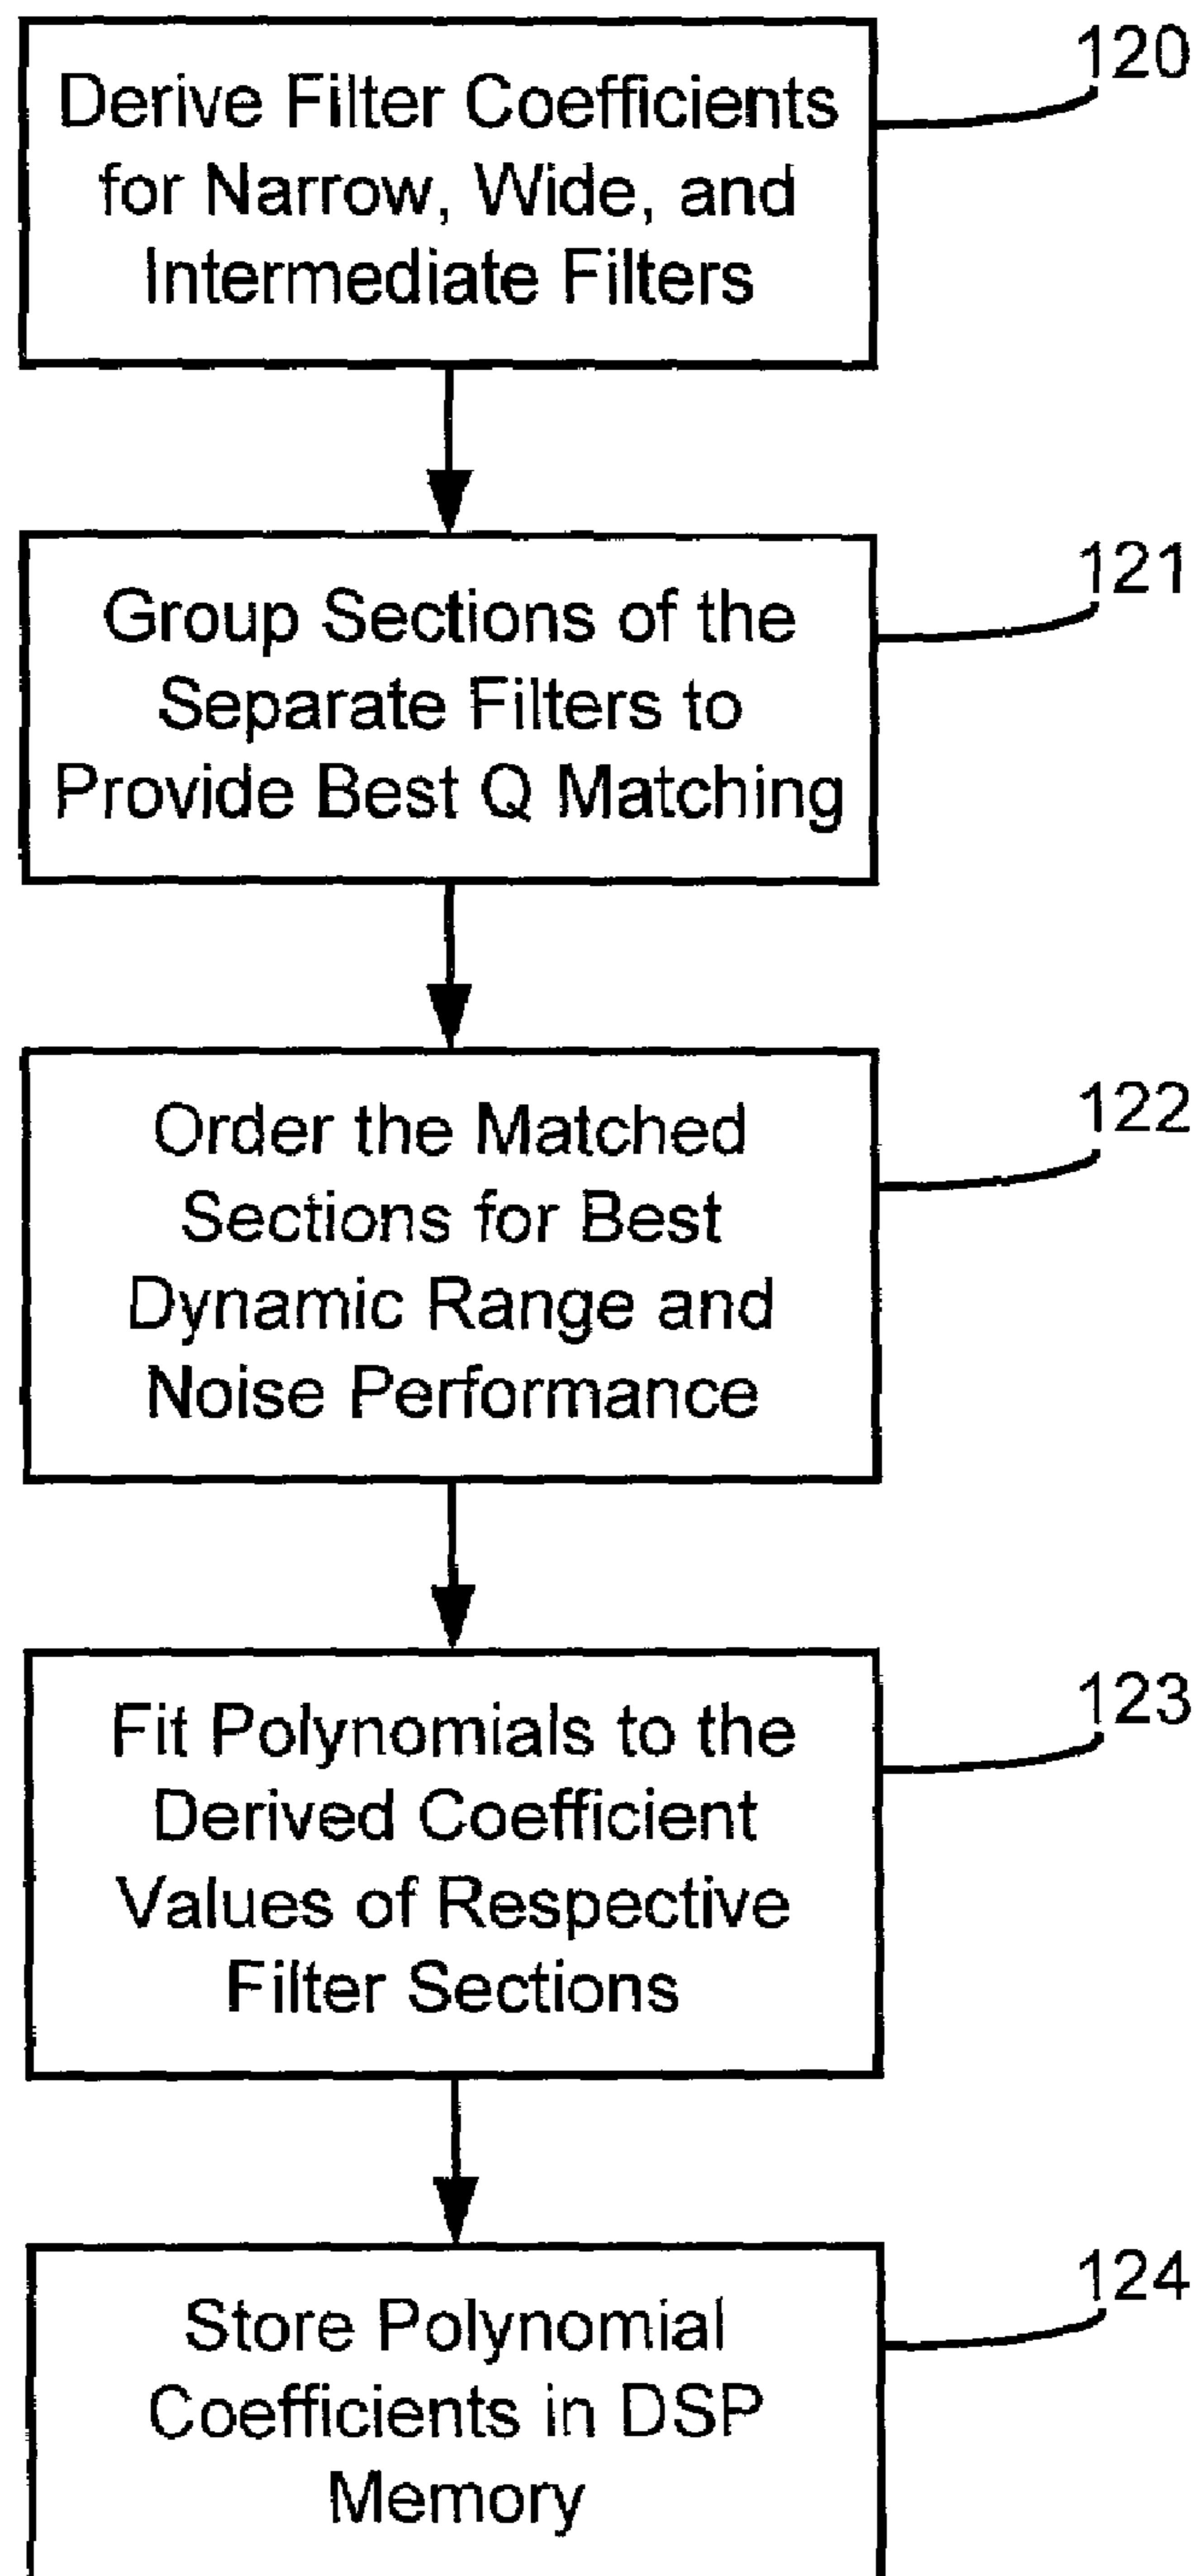 120
Derive Filter Coefficients
for Narrow, Wide, and
Intermediate Filters
121
Group Sections of the
Separate Filters to
Provide Best Q Matching
122
Order the Matched
Sections for Best
Dynamic Range and
Noise Performance
123
Fit Polynomials to the
Derived Coefficient
Values of Respective
Filter Sections
124
Store Polynomial
Coefficients in DSP
Memory